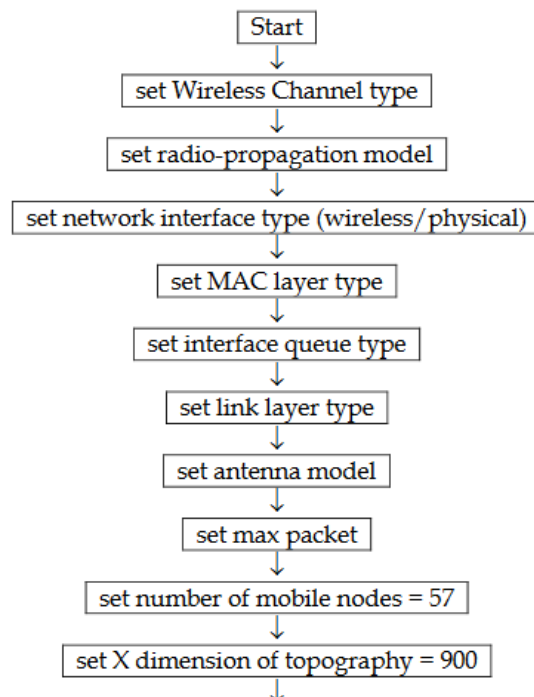 Start
set Wireless Channel type
set radio-propagation model
set network interface type (wireless/physical)
set MAC layer type
set interface queue type
set link layer type
set antenna model
set max packet
set number of mobile nodes = 57
set X dimension of topography = 900